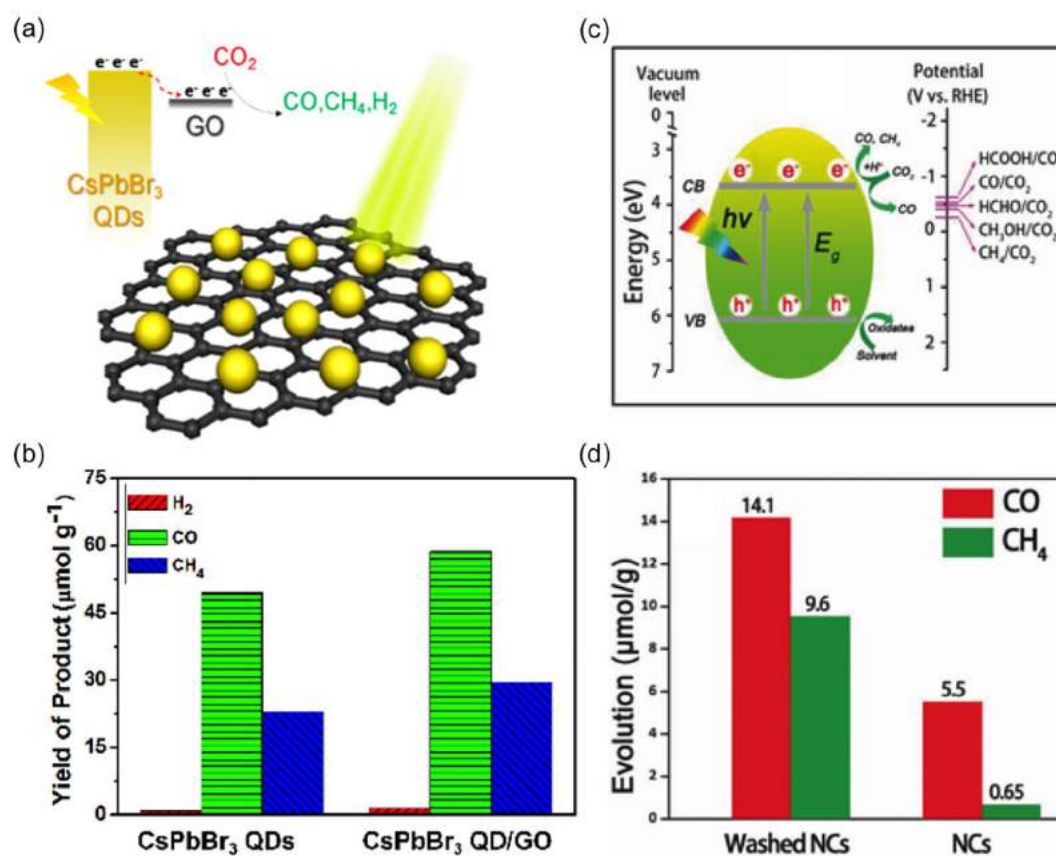 (a)
e⁻ e⁻ e⁻
CO₂
e⁻ e⁻ e⁻
GO
CO,CH₄,H₂
CsPbBr₃
QDs
(b)
Yield of Product (μmol g⁻¹)
75
60
45
30
15
0
H₂
CO
CH₄
CsPbBr₃ QDs
CsPbBr₃ QD/GO
(c)
Vacuum
level
Potential
(V vs. RHE)
Energy (eV)
0
3
4
5
6
7
CB
e⁻ e⁻ e⁻
hv
E_g
h⁺ h⁺ h⁺
VB
CO, CH₄
+H⁺
CO₂
CO
Oxidates
Solvent
-2
-1
0
1
2
HCOOH/CO
CO/CO₂
HCHO/CO₂
CH₃OH/CO₂
CH₄/CO₂
(d)
Evolution (μmol/g)
16
14
12
10
8
6
4
2
0
CO
CH₄
14.1
9.6
5.5
0.65
Washed NCs
NCs